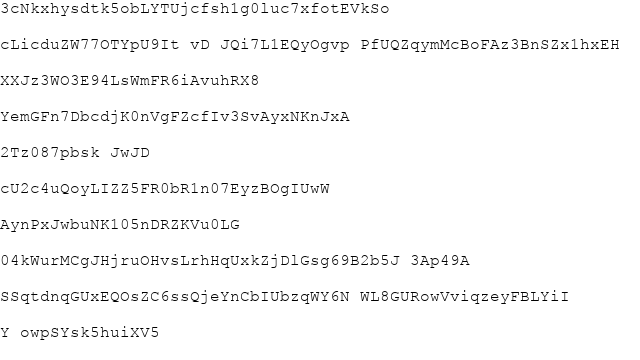 3cNkxhysdtk5obLYTUjcfsh1g0luc7xfotEVkSo
cLicduZW77OTYpU9It vD JQi7L1EQyOgvp PfUQZqymMcBoFAz3BnSZx1hxEH
XXJz3WO3E94LsWmFR6iAvuhRX8
YemGFn7DbcdjK0nVgFZcfIv3SvAyxNKnJxA
2Tz087pbsk JwJD
cU2c4uQoyLIZZ5FR0bR1n07EyzBOgIUwW
AynPxJwbuNK105nDRZKVu0LG
04kWurMCgJHjruOHvsLrhHqUxkZjDlGsg69B2b5J 3Ap49A
SSqtdnqGUxEQOsZC6ssQjeYnCbIUbzqWY6N WL8GURowVviqzeyFBLYiI
Y owpSYsk5huiXV5